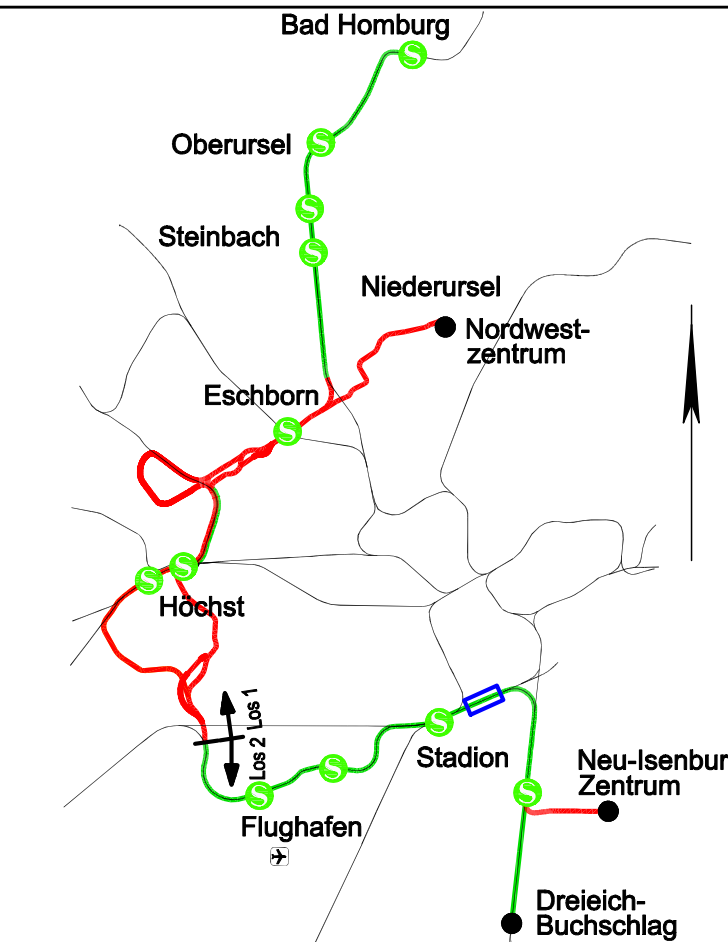 Bad Homburg
S
Oberursel
S
S
Steinbach
S
Niederursel
Nordwest-
zentrum
Eschborn
S
S
S
Höchst
Los 1
Los 2
S
Stadion
S
S
Flughafen
Neu-Isenbur
Zentrum
S
Dreieich-
Buchschlag